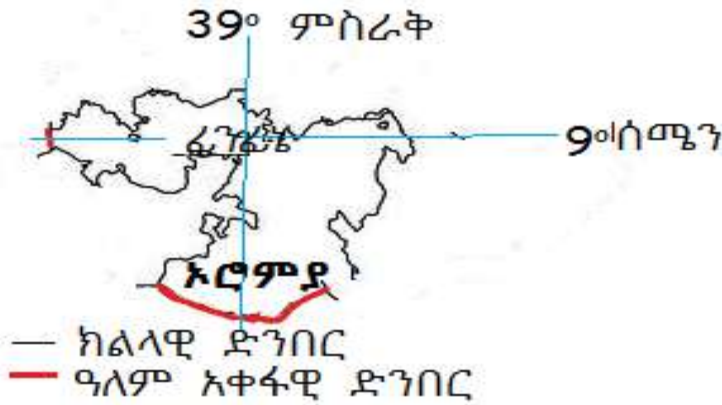 39° ምስራቅ
ፊንፊኔ
9° ሰሜን
ኦሮምያ
ክልላዊ ድንበር
ዓለም አቀፋዊ ድንበር